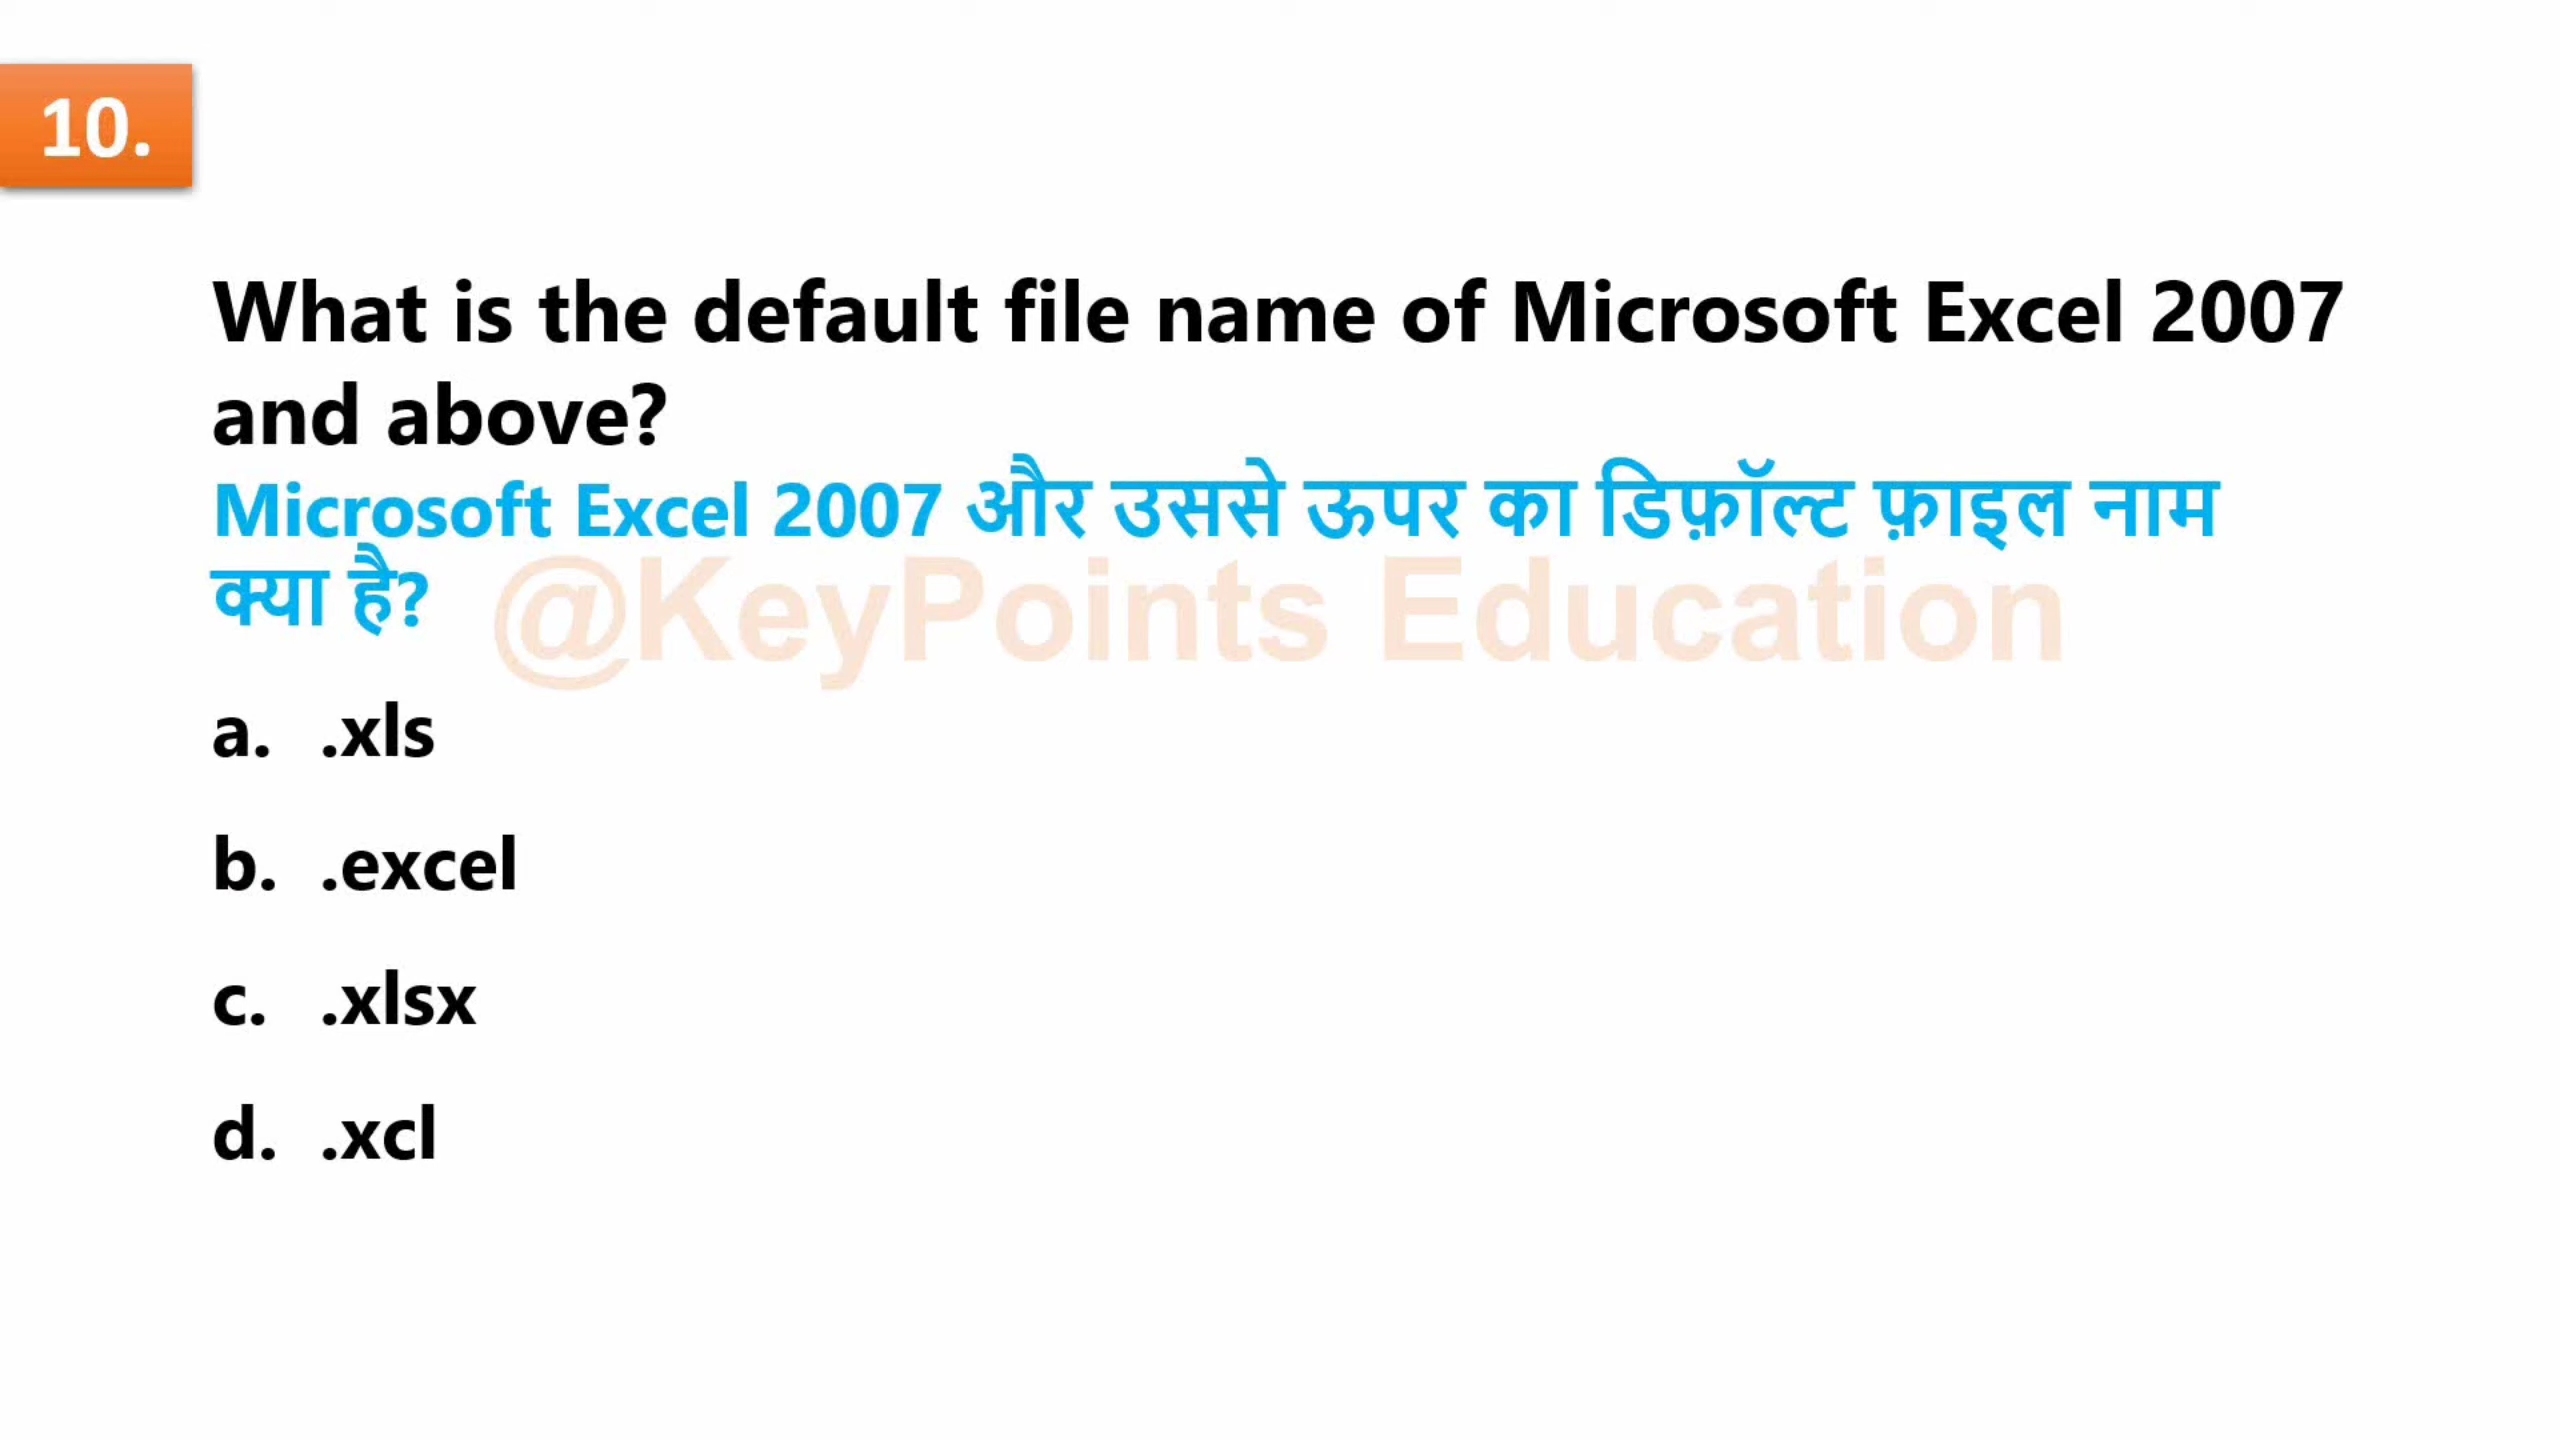 10.
What is the default file name of Microsoft Excel 2007
and above?
Microsoft Excel 2007 और उससे ऊपर का डिफ़ॉल्ट फ़ाइल नाम
क्या है?
@KeyPoints Education
a. .xls
b. .excel
c. .xlsx
d. .xcl